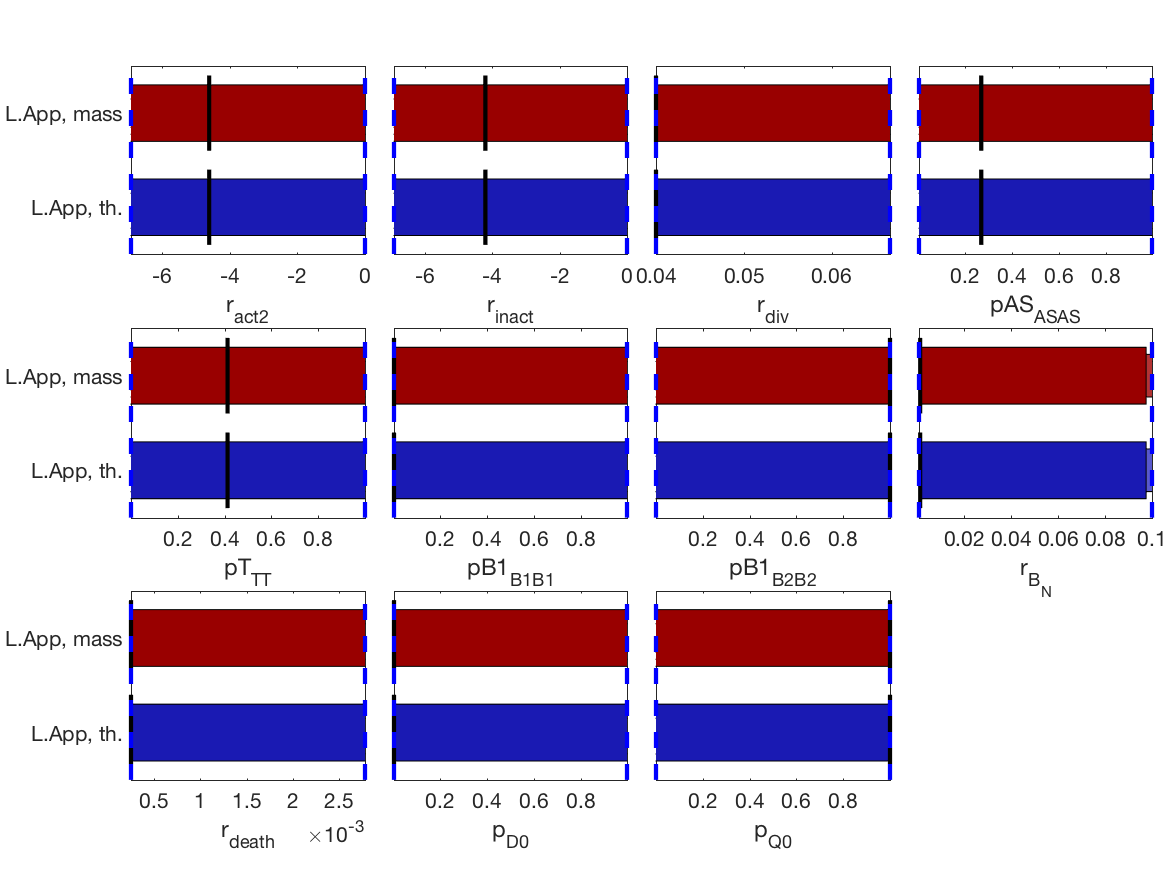 L.App, mass
L.App, th.
-6 -4 -2 0
-6 -4 -2 0
0.04 0.05 0.06
0.2 0.4 0.6 0.8
r_act2
r_inact
r_div
pAS_ASAS
L.App, mass
L.App, th.
0.2 0.4 0.6 0.8
0.2 0.4 0.6 0.8
0.2 0.4 0.6 0.8
0.02 0.04 0.06 0.08 0.1
pT_TT
pB1_B1B1
pB1_B2B2
r_B_N
L.App, mass
L.App, th.
0.5 1 1.5 2 2.5
0.2 0.4 0.6 0.8
0.2 0.4 0.6 0.8
r_death ×10^-3
p_D0
p_Q0